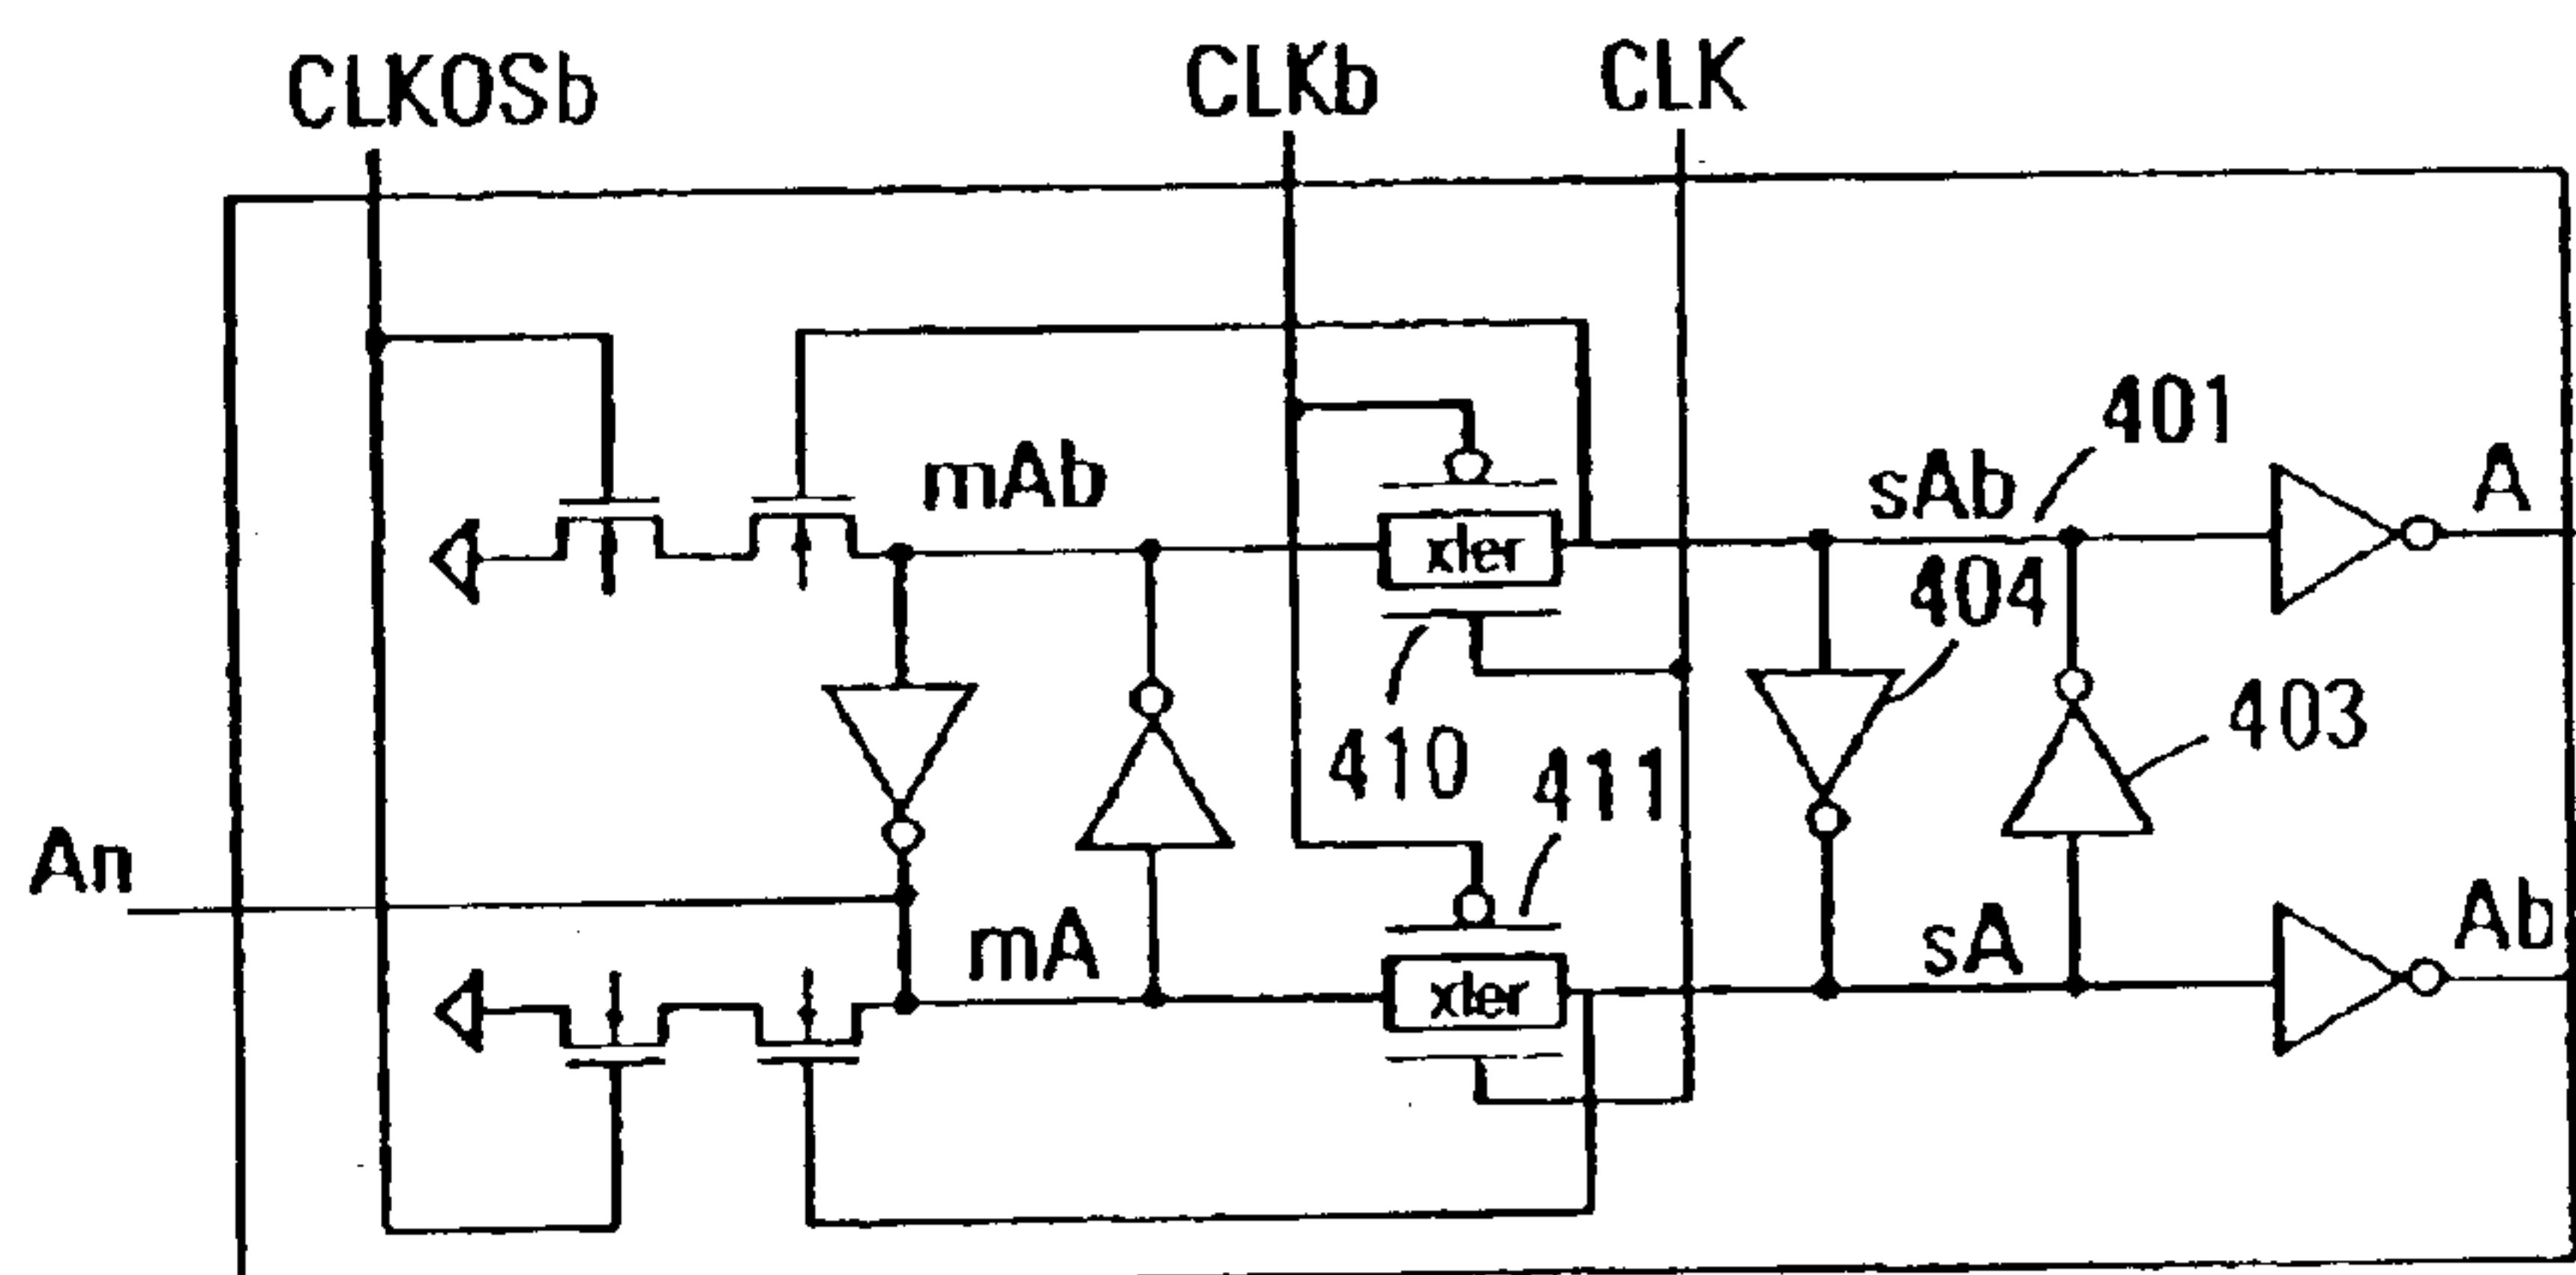 CLKOSb
CLKb
CLK
401
mAb
sAb
A
xfer
404
410
411
403
An
mA
sA
Ab
xfer